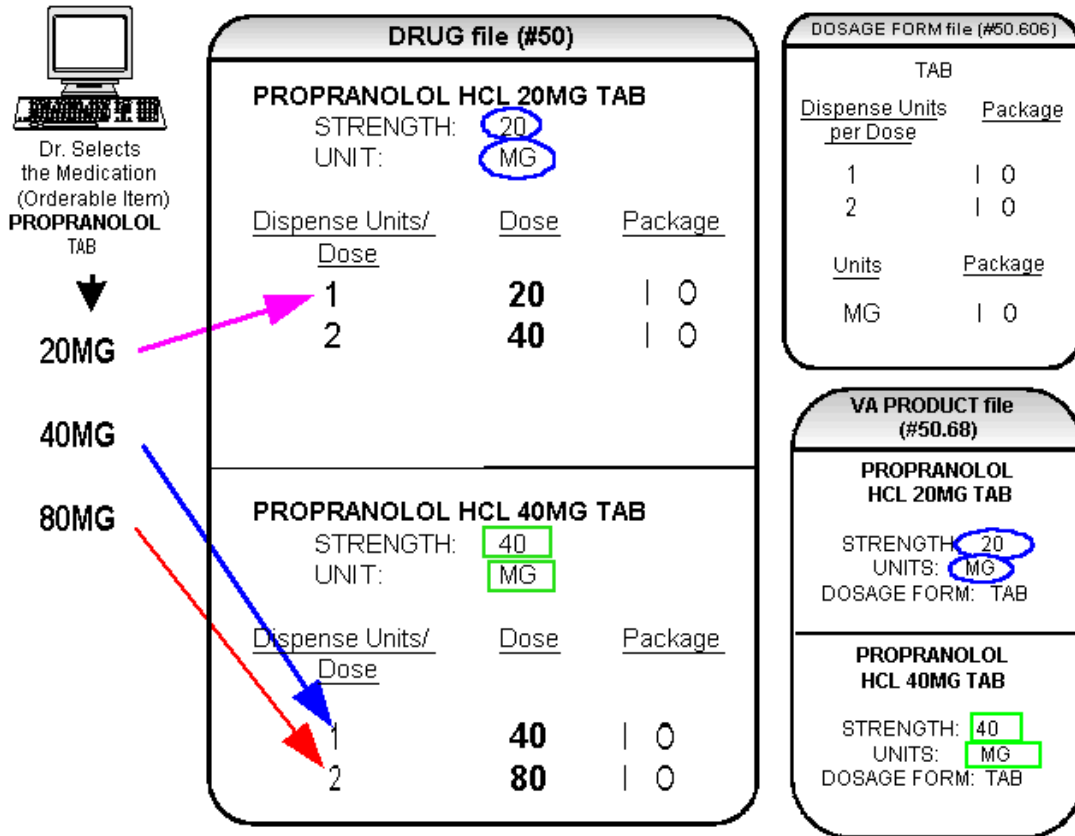 Dr. Selects
the Medication
(Orderable Item)
PROPRANOLOL
TAB
20MG
40MG
80MG
DRUG file (#50)
PROPRANOLOL HCL 20MG TAB
STRENGTH: 20
UNIT: MG
Dispense Units/ Dose Package
Dose
1 20 I O
2 40 I O
PROPRANOLOL HCL 40MG TAB
STRENGTH: 40
UNIT: MG
Dispense Units/ Dose Package
Dose
1 40 I O
2 80 I O
DOSAGE FORM file (#50.606)
TAB
Dispense Units Package
per Dose
1 I O
2 I O
Units Package
MG I O
VA PRODUCT file
(#50.68)
PROPRANOLOL
HCL 20MG TAB
STRENGTH 20
UNITS: MG
DOSAGE FORM: TAB
PROPRANOLOL
HCL 40MG TAB
STRENGTH: 40
UNITS: MG
DOSAGE FORM: TAB